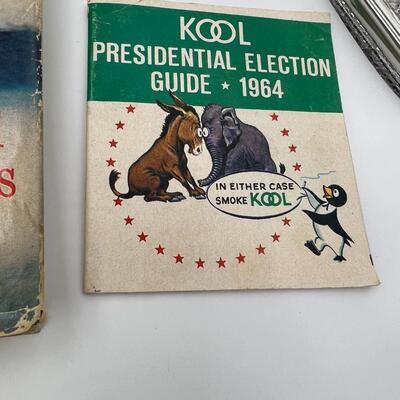 KOOL
PRESIDENTIAL ELECTION
GUIDE ★ 1964
IN EITHER CASE
SMOKE KOOL
S